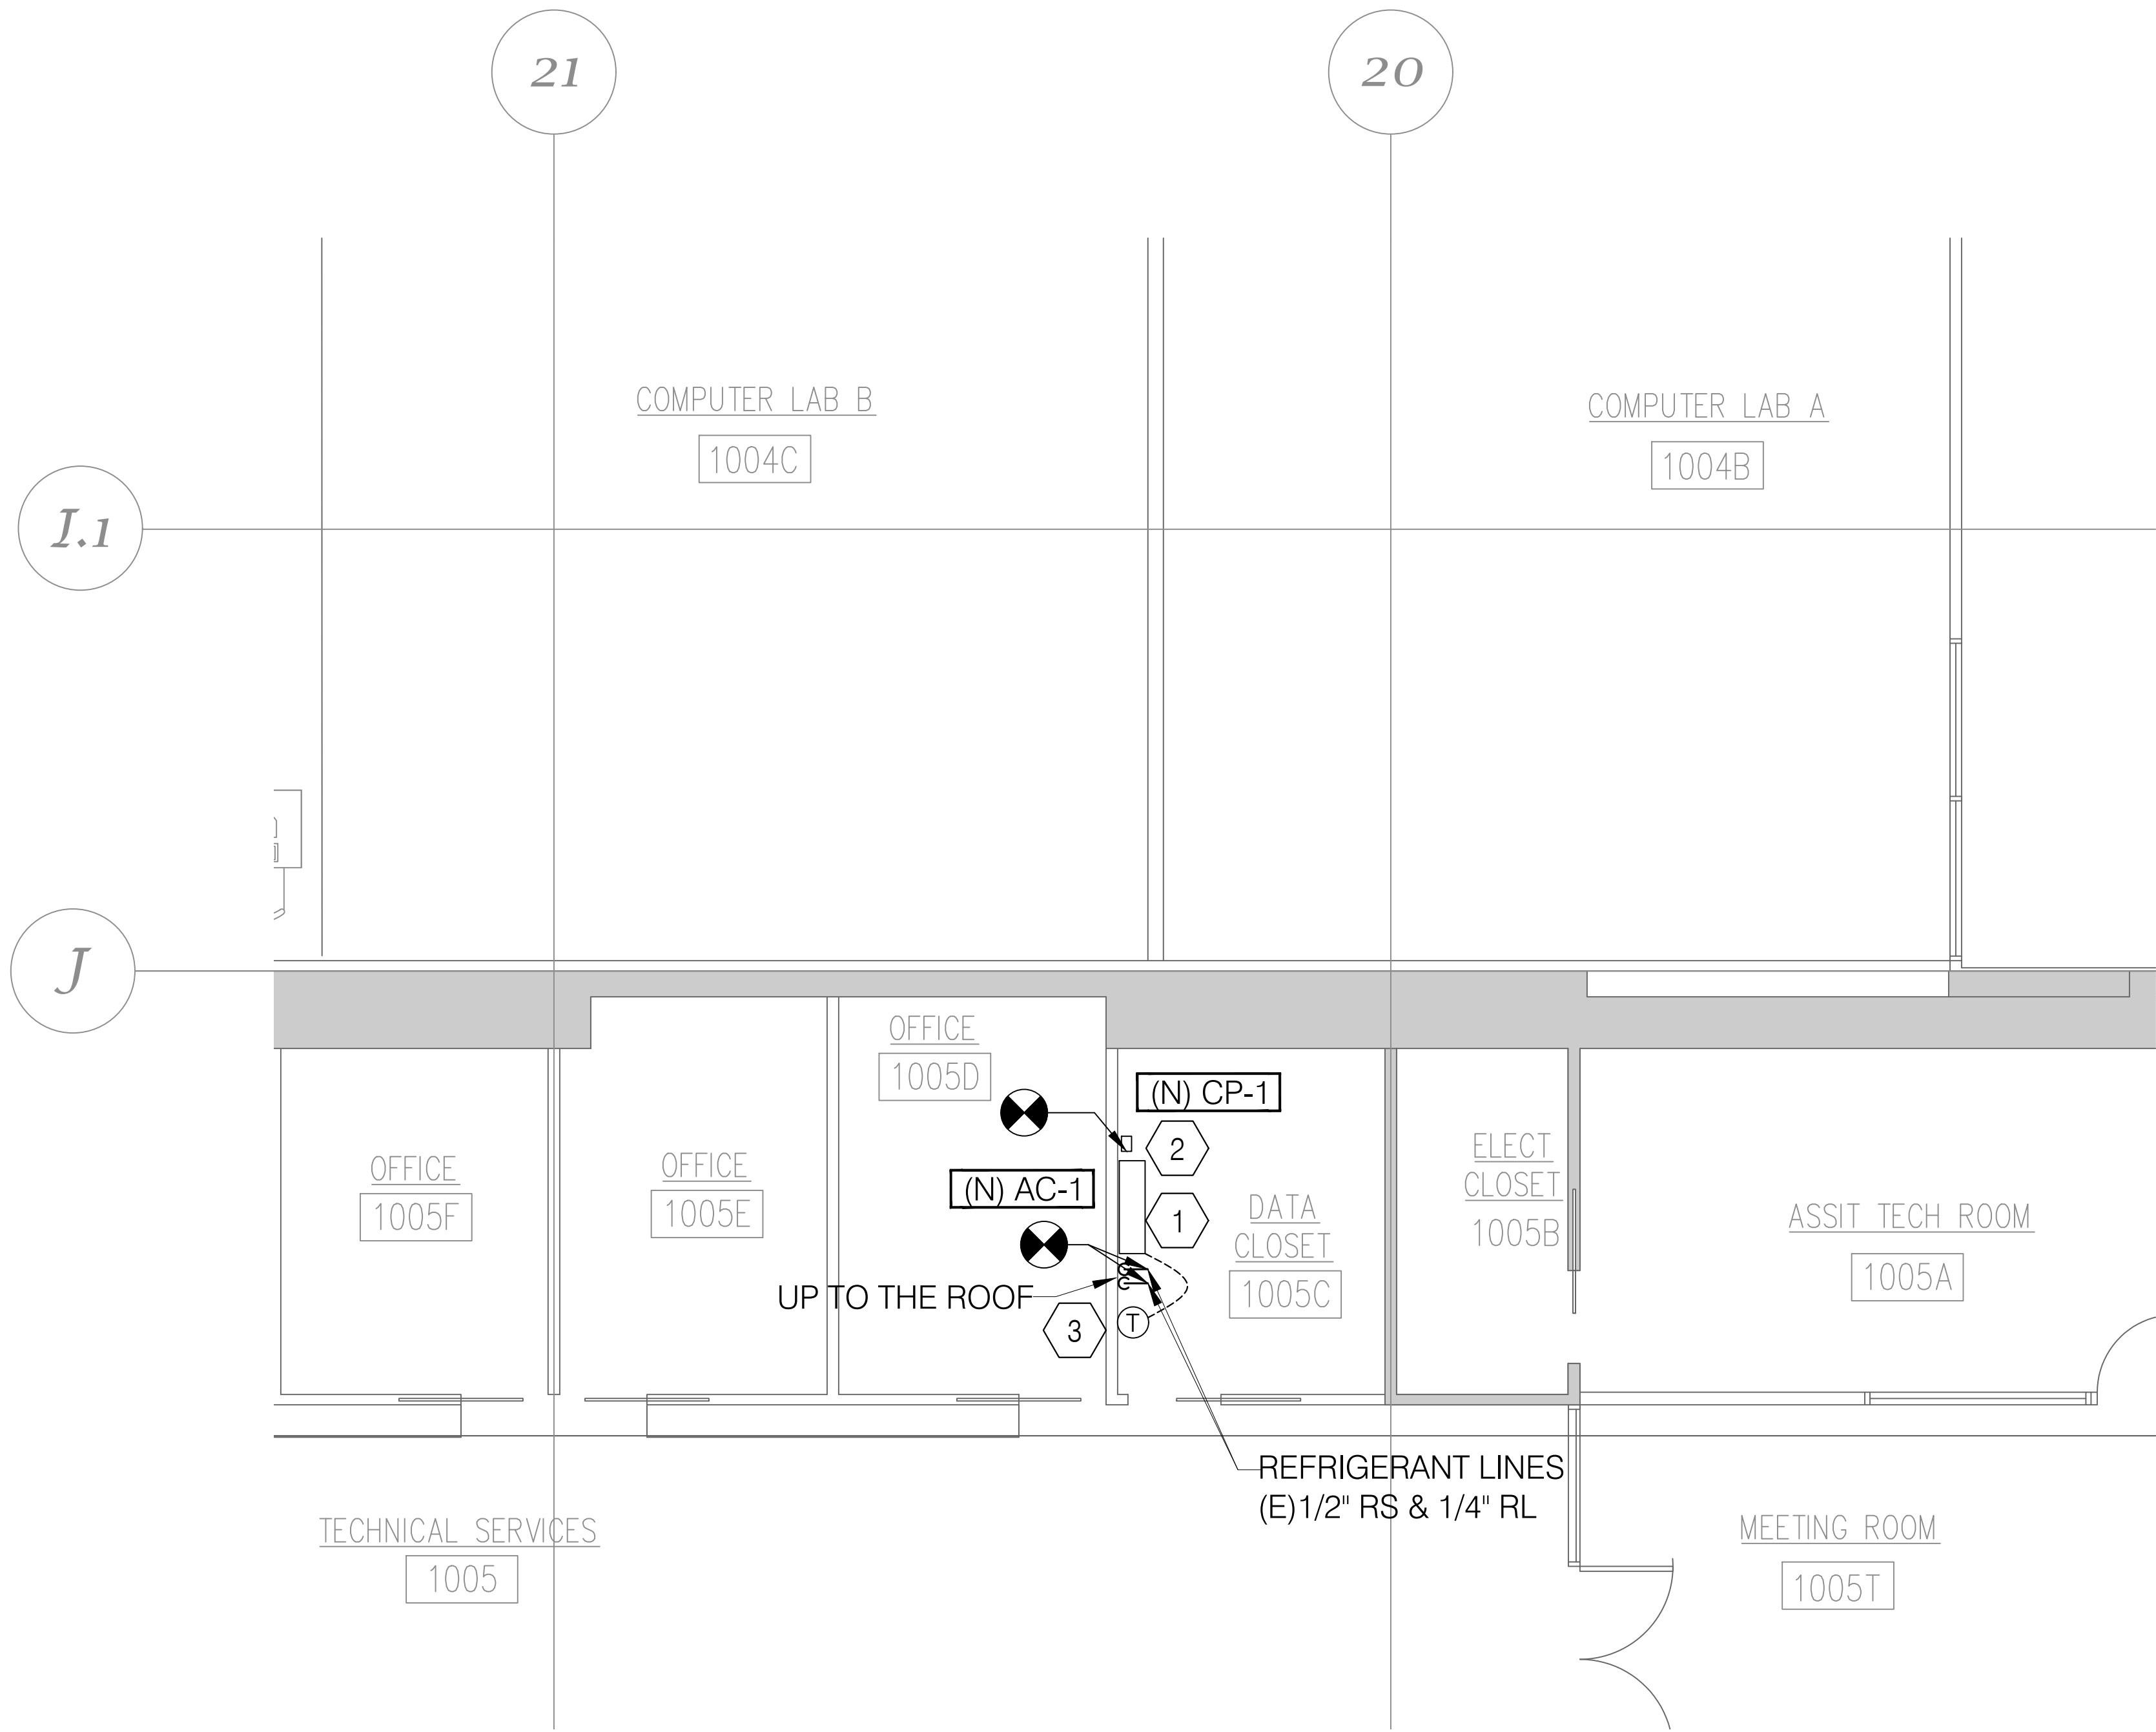 21
20
COMPUTER LAB B
1004C
COMPUTER LAB A
1004B
J.1
J
OFFICE
1005D
(N) CP-1
2
OFFICE
1005F
OFFICE
1005E
(N) AC-1
1
DATA
CLOSET
1005C
ELECT
CLOSET
1005B
ASSIT TECH ROOM
1005A
UP TO THE ROOF
3
T
REFRIGERANT LINES
(E)1/2" RS & 1/4" RL
TECHNICAL SERVICES
1005
MEETING ROOM
1005T